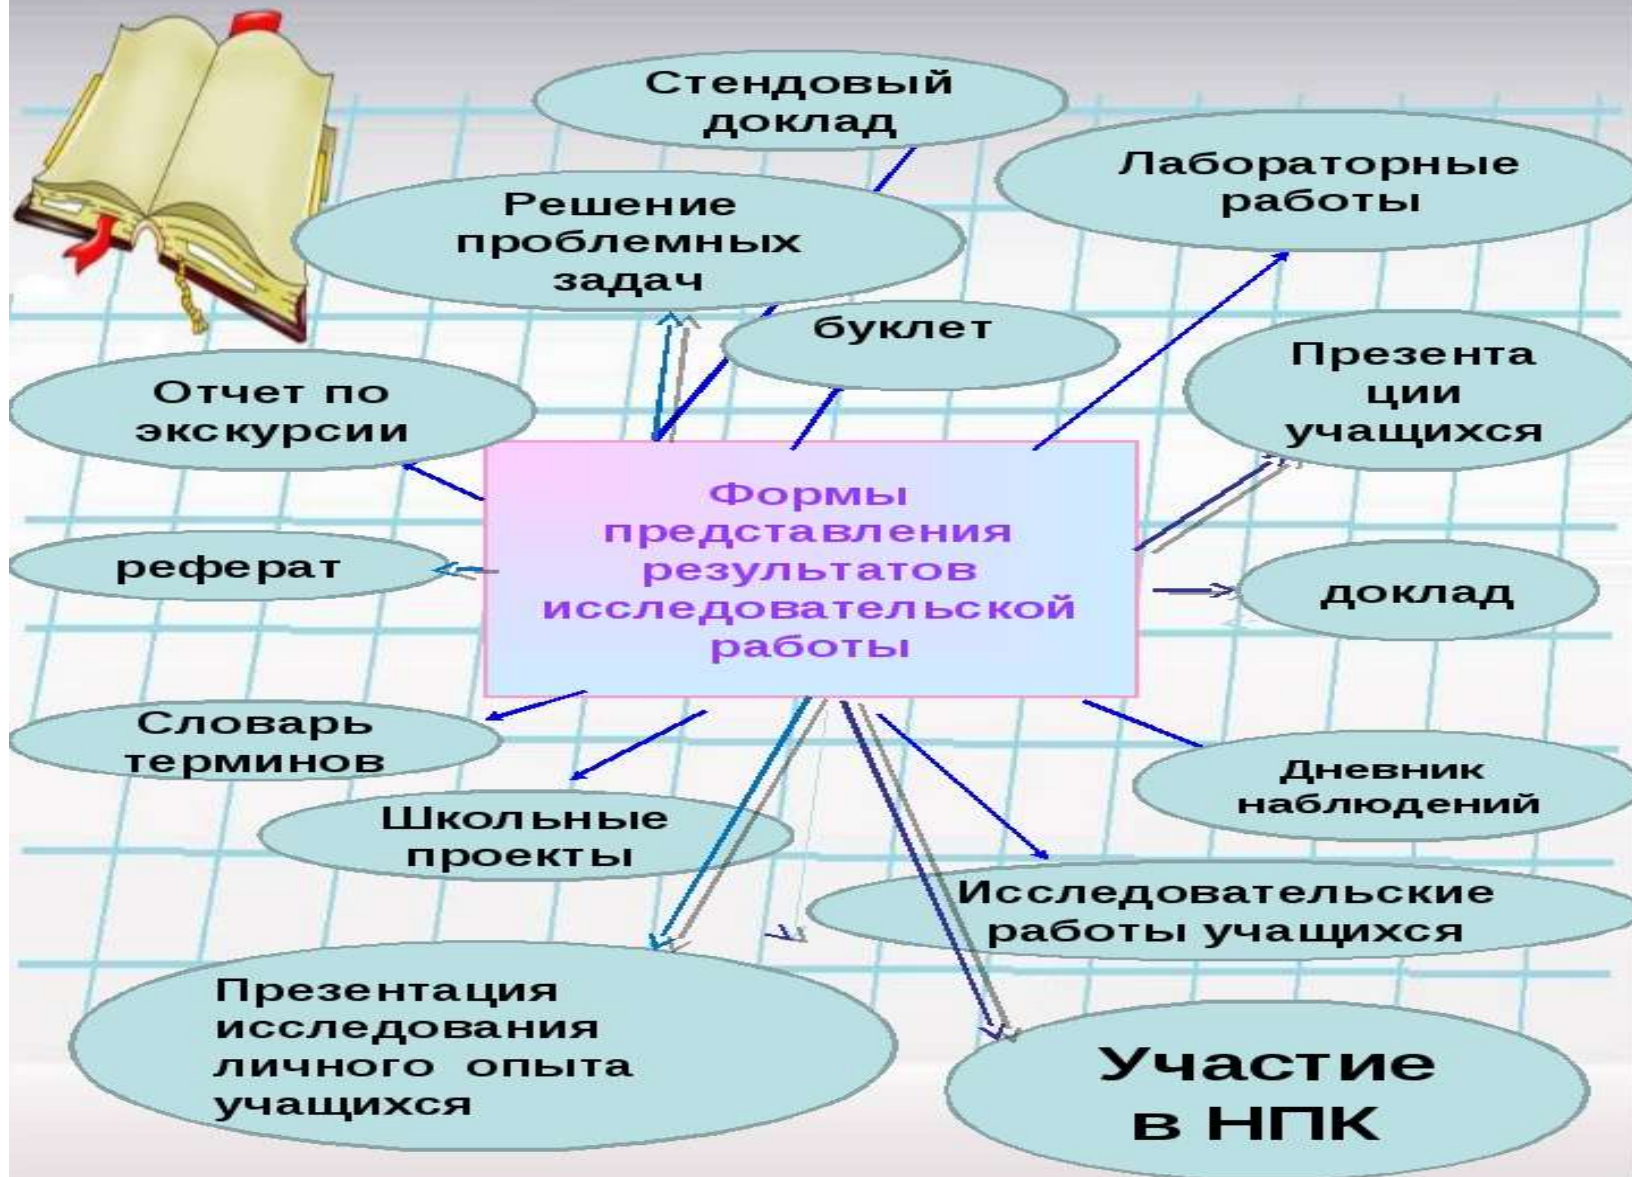 Стендовый
доклад
Лабораторные
работы
Решение
проблемных
задач
буклет
Презента
ции
учащихся
Отчет по
экскурсии
Формы
представления
результатов
исследовательской
работы
реферат
доклад
Словарь
терминов
Дневник
наблюдений
Школьные
проекты
Исследовательские
работы учащихся
Презентация
исследования
личного опыта
учащихся
Участие
в НПК